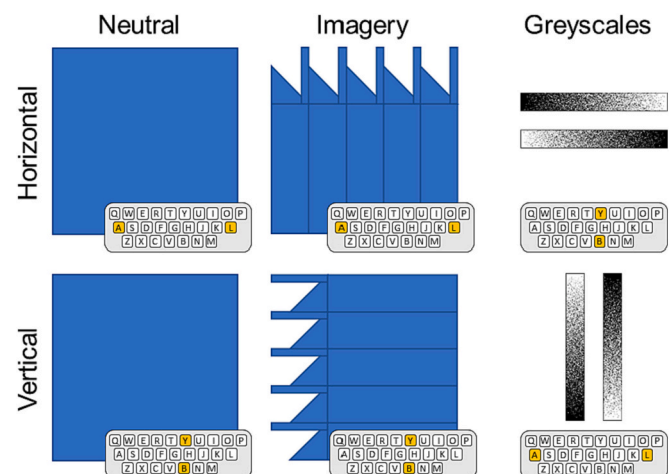 Neutral
Imagery
Greyscales
Horizontal
QWERTYUIOP
ASDFGHJKL
ZXCVBNM
QWERTYUIOP
ASDFGHJKL
ZXCVBNM
QWERTYUIOP
ASDFGHJKL
ZXCVBNM
Vertical
QWERTYUIOP
ASDFGHJKL
ZXCVBNM
QWERTYUIOP
ASDFGHJKL
ZXCVBNM
QWERTYUIOP
ASDFGHJKL
ZXCVBNM